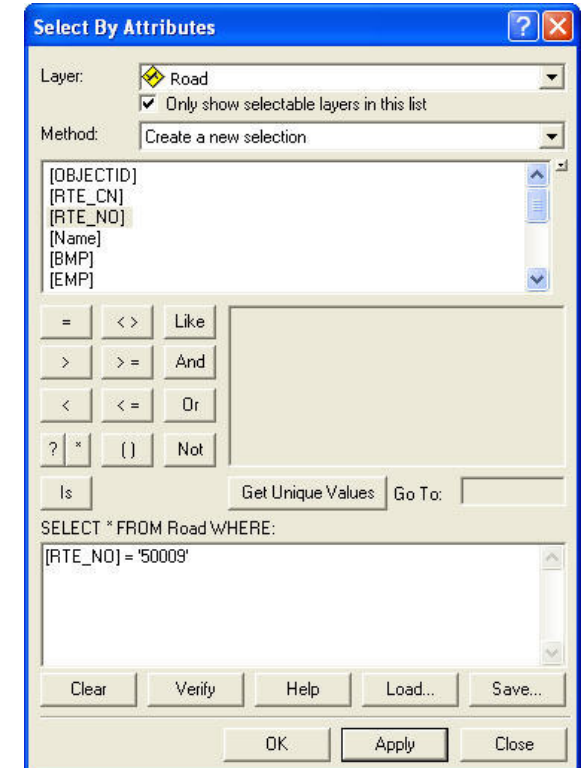 Select By Attributes
Layer: Road
Only show selectable layers in this list
Method: Create a new selection
[OBJECTID]
[RTE_CN]
[RTE_NO]
[Name]
[BMP]
[EMP]
= < > Like
> > = And
< < = Or
? * ( ) Not
Is Get Unique Values Go To:
SELECT * FROM Road WHERE:
[RTE_NO] = '50009'
Clear Verify Help Load... Save...
OK Apply Close